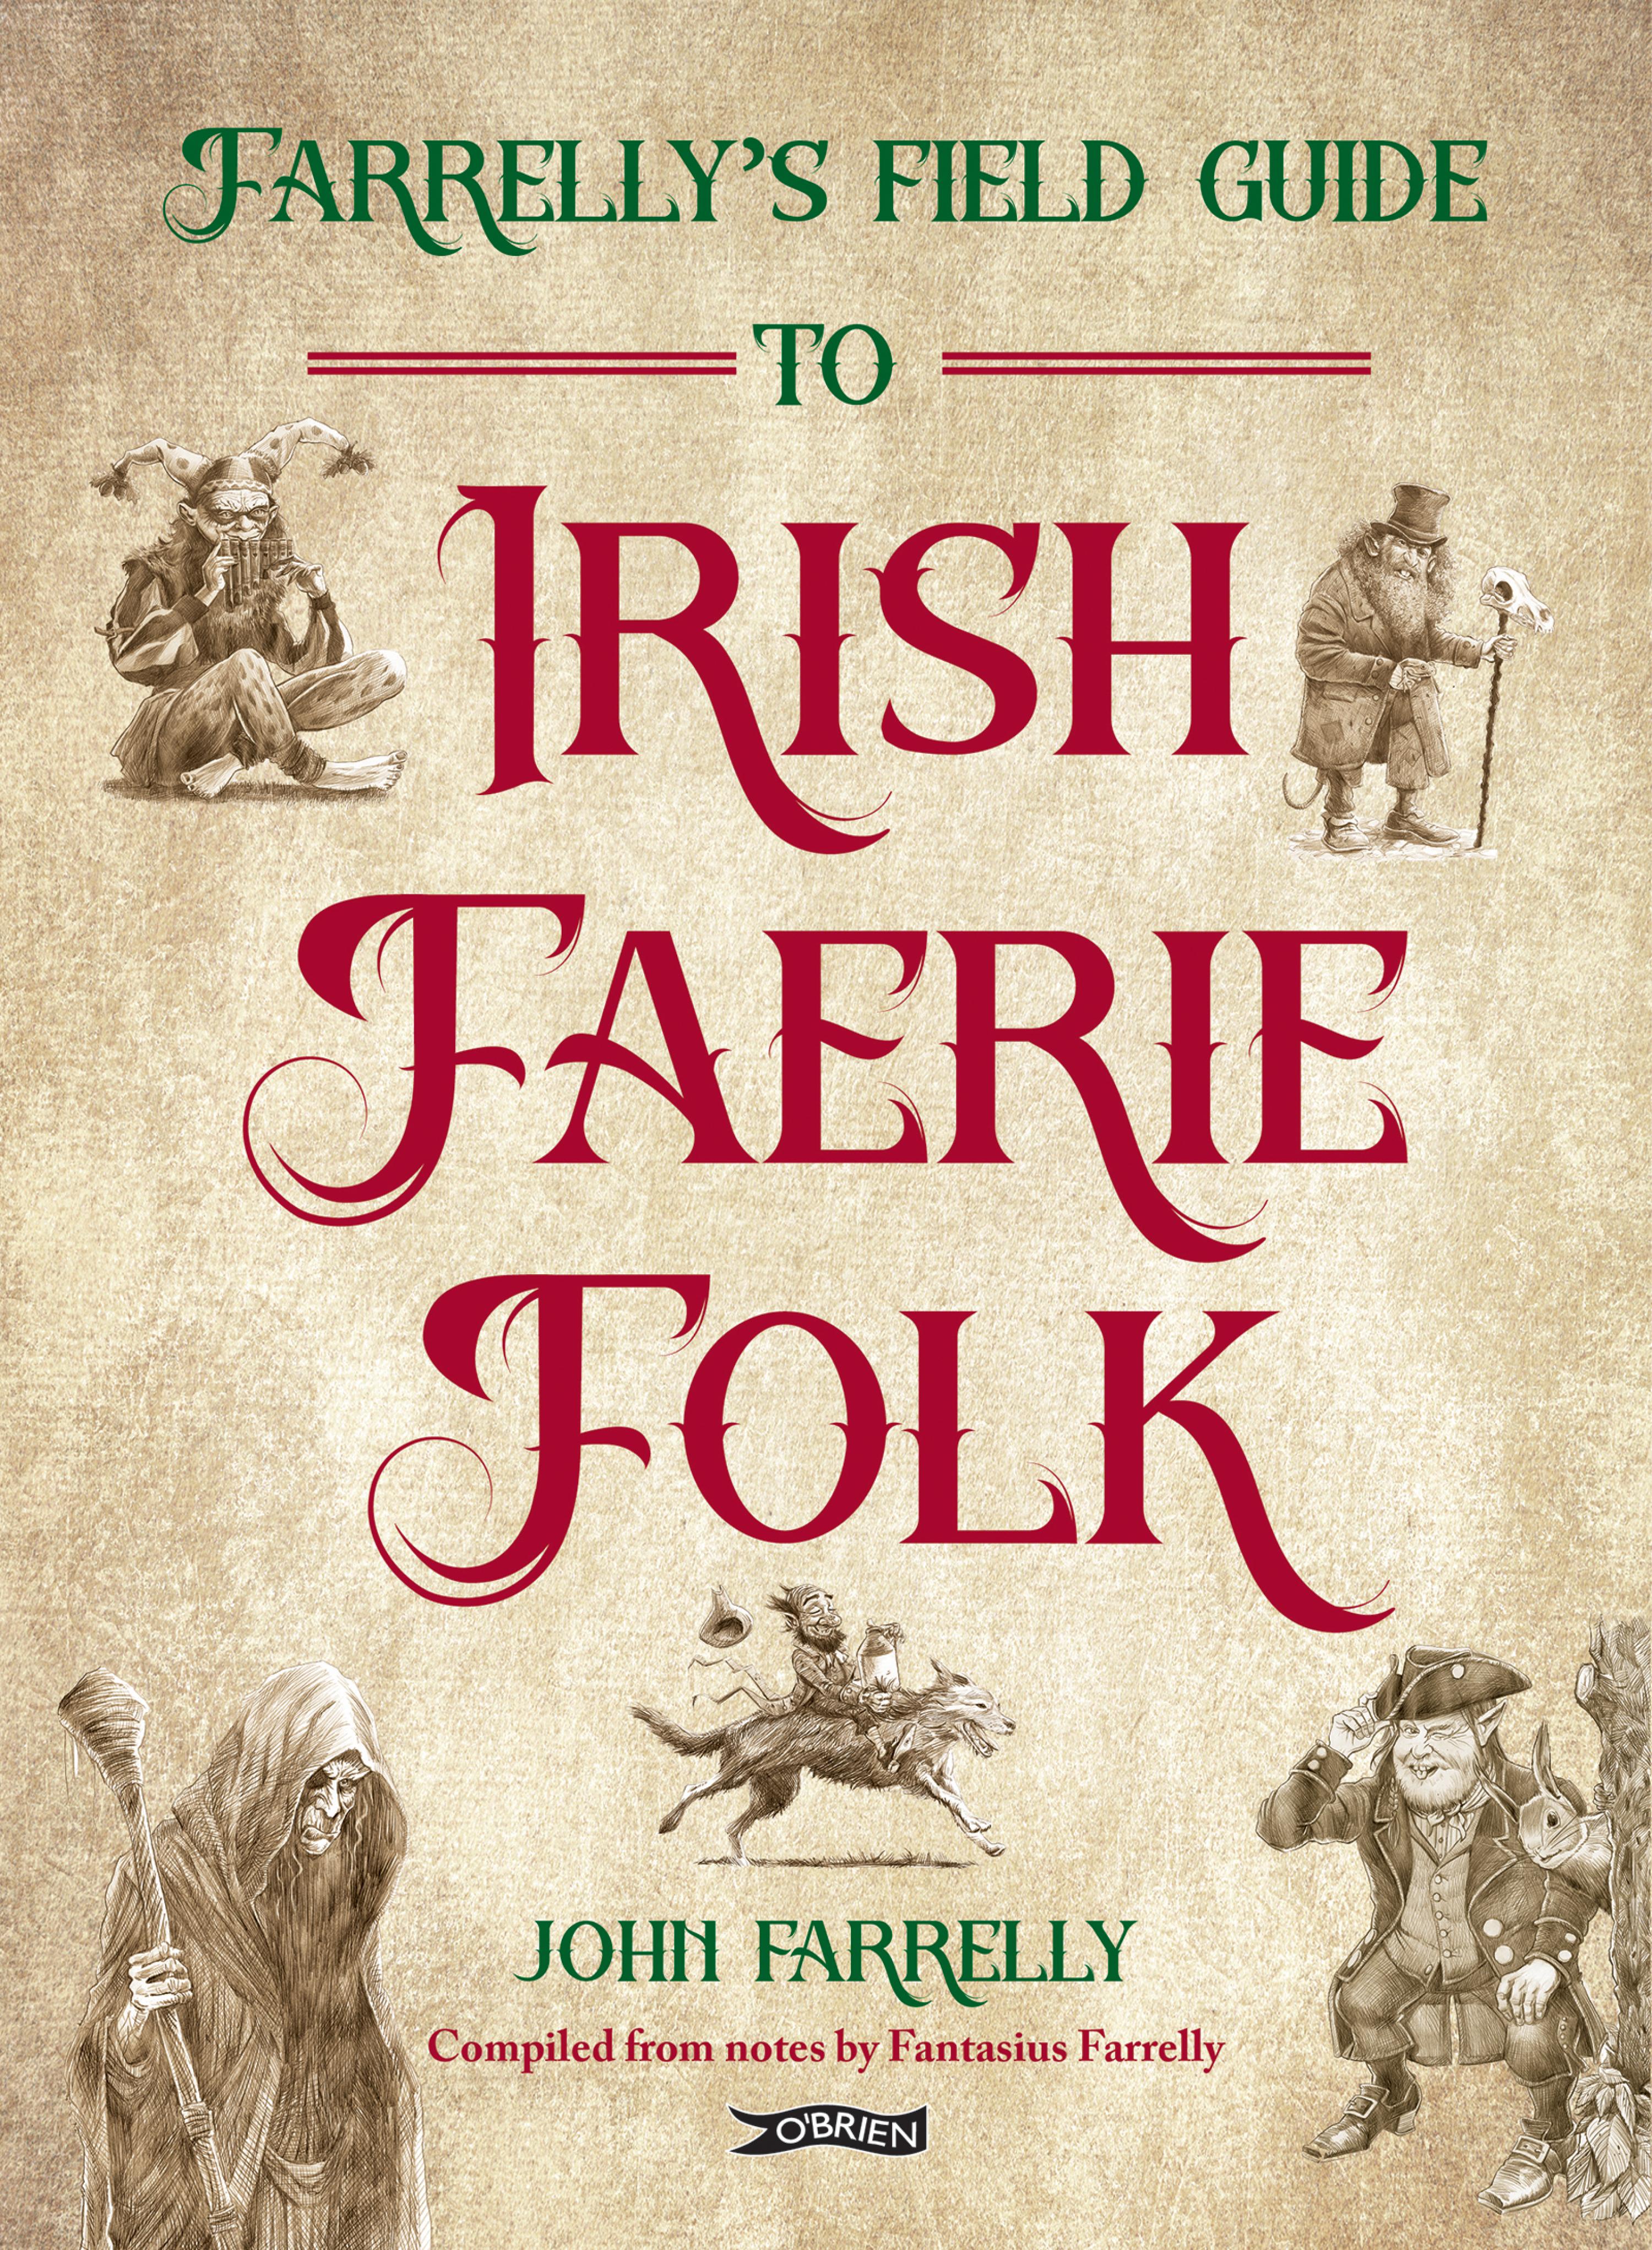 FARRELLY'S FIELD GUIDE
TO
IRISH
FAERIE
FOLK
JOHN FARRELLY
Compiled from notes by Fantasius Farrelly
O'BRIEN